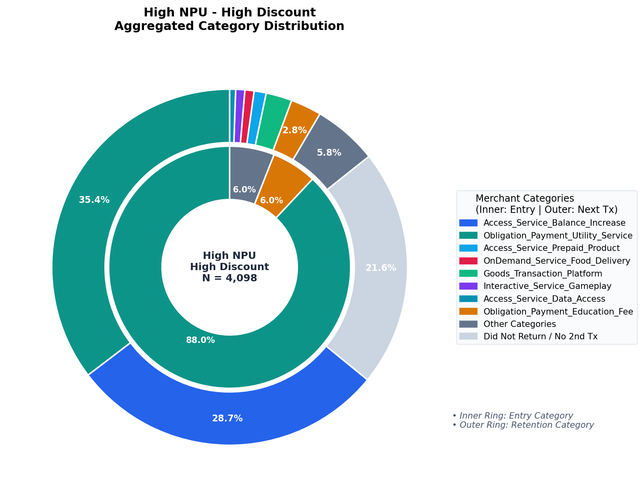 High NPU - High Discount
Aggregated Category Distribution
2.8%
5.8%
35.4%
6.0%
6.0%
High NPU
High Discount
N = 4,098
21.6%
88.0%
28.7%
Merchant Categories
(Inner: Entry | Outer: Next Tx)
Access_Service_Balance_Increase
Obligation_Payment_Utility_Service
Access_Service_Prepaid_Product
OnDemand_Service_Food_Delivery
Goods_Transaction_Platform
Interactive_Service_Gameplay
Access_Service_Data_Access
Obligation_Payment_Education_Fee
Other Categories
Did Not Return / No 2nd Tx
• Inner Ring: Entry Category
• Outer Ring: Retention Category